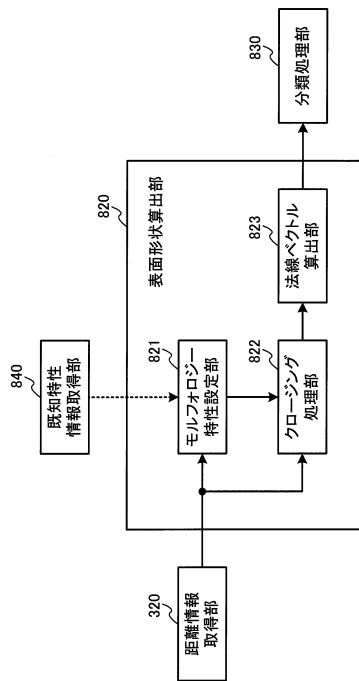 320
距離情報
取得部
840
既知特性
情報取得部
820
表面形状算出部
821
モルフォロジー
特性設定部
822
クロージング
処理部
823
法線ベクトル
算出部
830
分類処理部